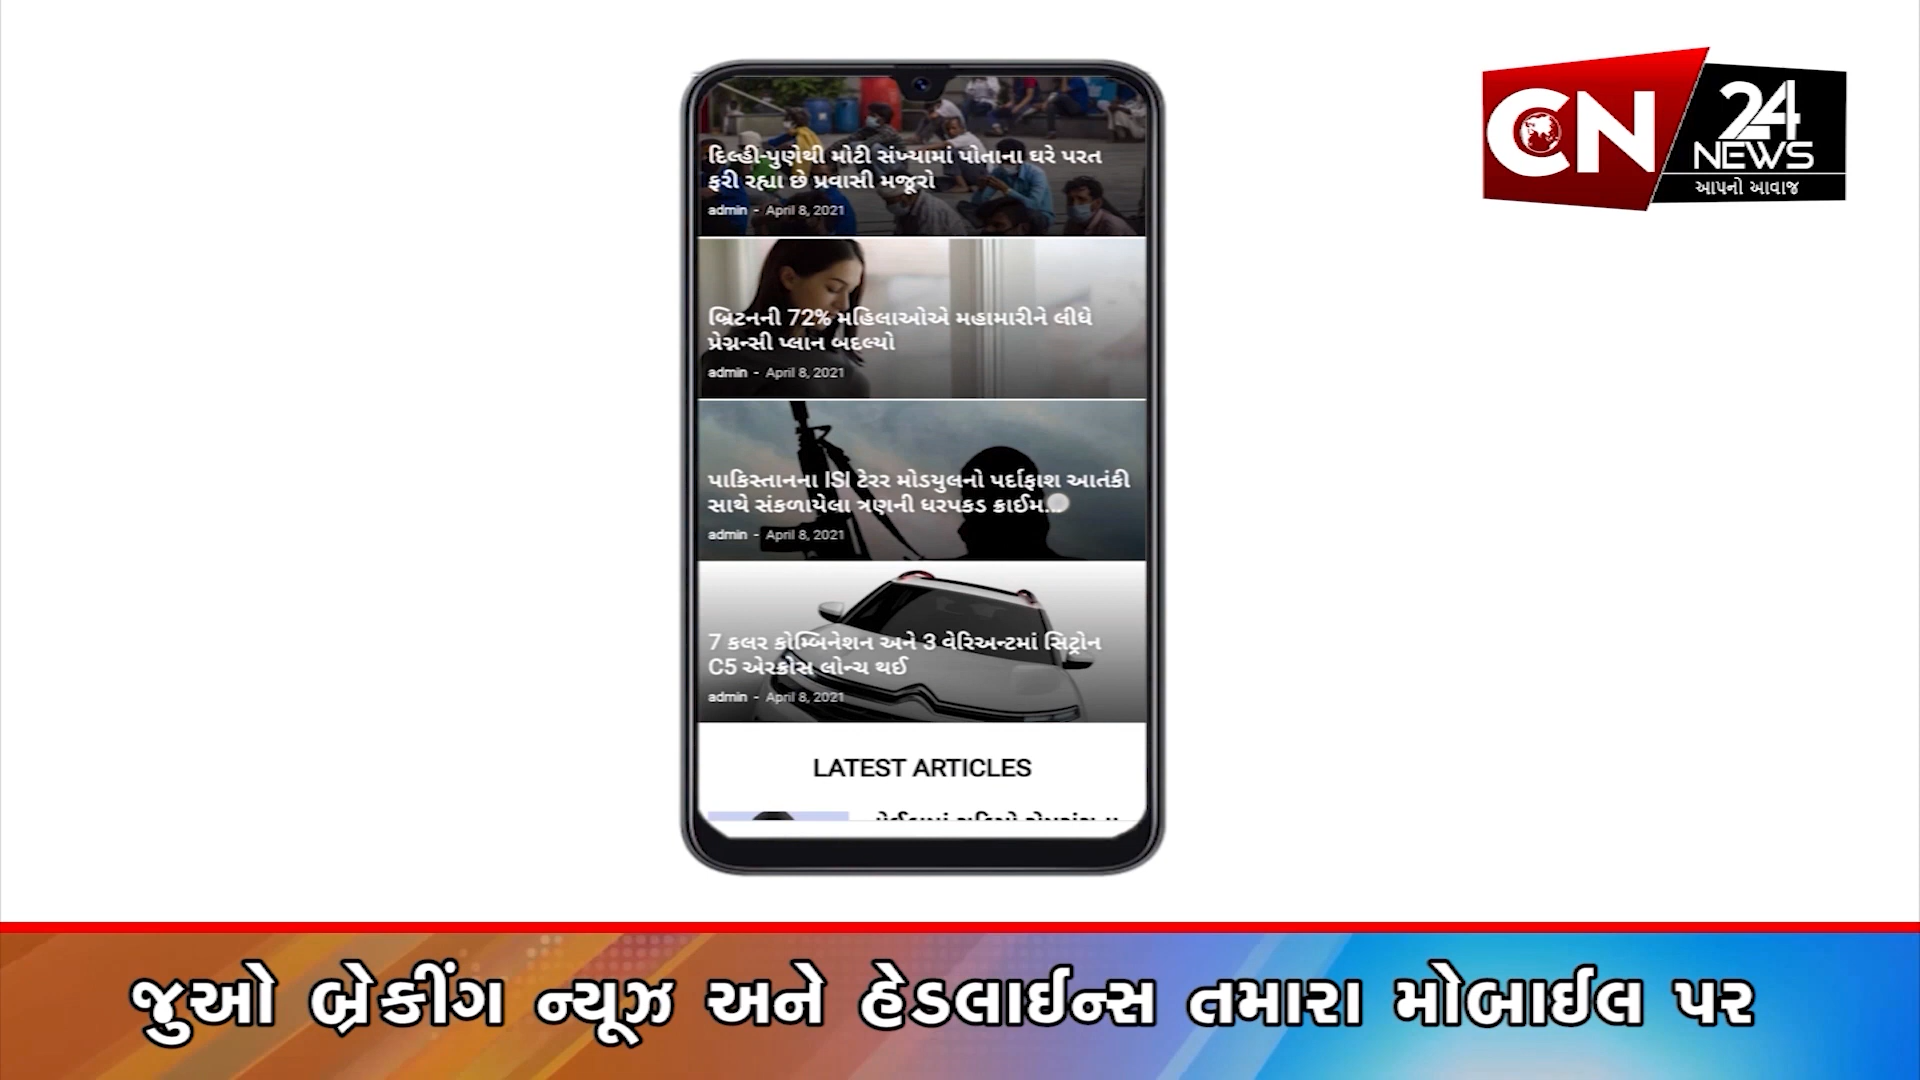 CN
24
NEWS
આપનો આવાજ
દિલ્હી-પુણેથી મોટી સંખ્યામાં પોતાના ઘરે પરત
ફરી રહ્યા છે પ્રવાસી મજૂરો
admin - April 8, 2021
બ્રિટનની 72% મહિલાઓએ મહામારીને લીધે
પ્રેગ્નન્સી પ્લાન બદલ્યો
admin - April 8, 2021
પાકિસ્તાનના ISI ટેરર મોડયુલનો પર્દાફાશ આતંકી
સાથે સંકળાયેલા ત્રણની ધરપકડ ક્રાઈમ...
admin - April 8, 2021
7 કલર કોમ્બિનેશન અને 3 વેરિઅન્ટમાં સિટ્રોન
C5 એરક્રોસ લોન્ચ થઈ
admin - April 8, 2021
LATEST ARTICLES
જુઓ બ્રેકીંગ ન્યૂઝ અને હેડલાઈન્સ તમારા મોબાઈલ પર